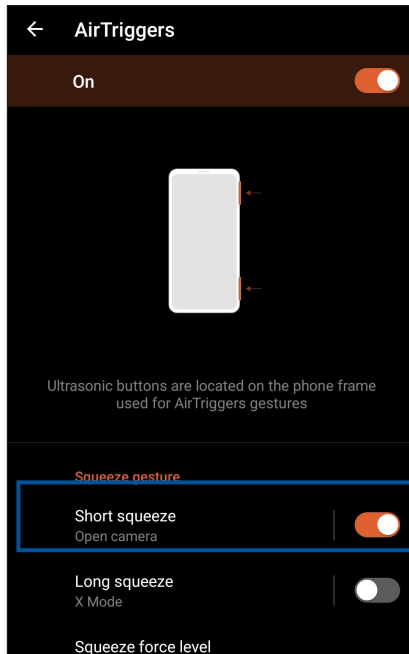 AirTriggers
On
Ultrasonic buttons are located on the phone frame
used for AirTriggers gestures
Squeeze gesture
Short squeeze
Open camera
Long squeeze
X Mode
Squeeze force level